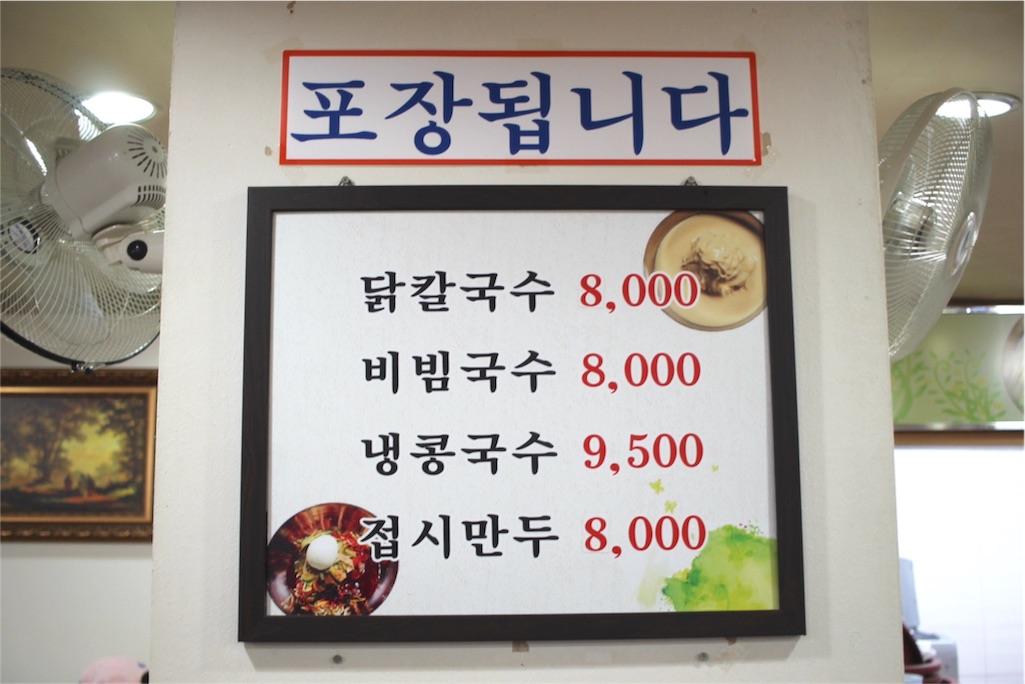 포장됩니다
닭칼국수 8,000
비빔국수 8,000
냉콩국수 9,500
접시만두 8,000